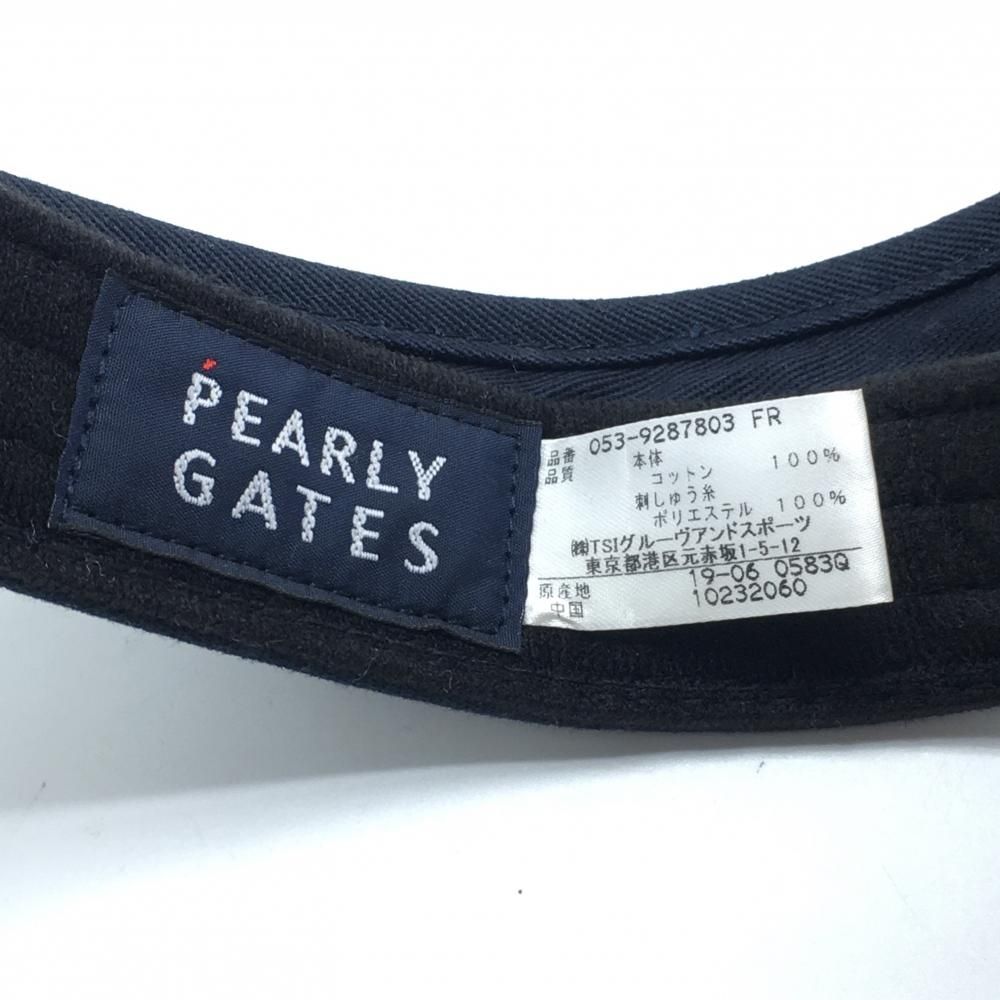 PEARLY
GATES
品番 053-9287803 FR
品質 本体
コットン 100%
刺しゅう糸
ポリエステル 100%
㈱TSIグルーヴアンドスポーツ
東京都港区元赤坂1-5-12
19-06 0583Q
原産地 10232060
中国